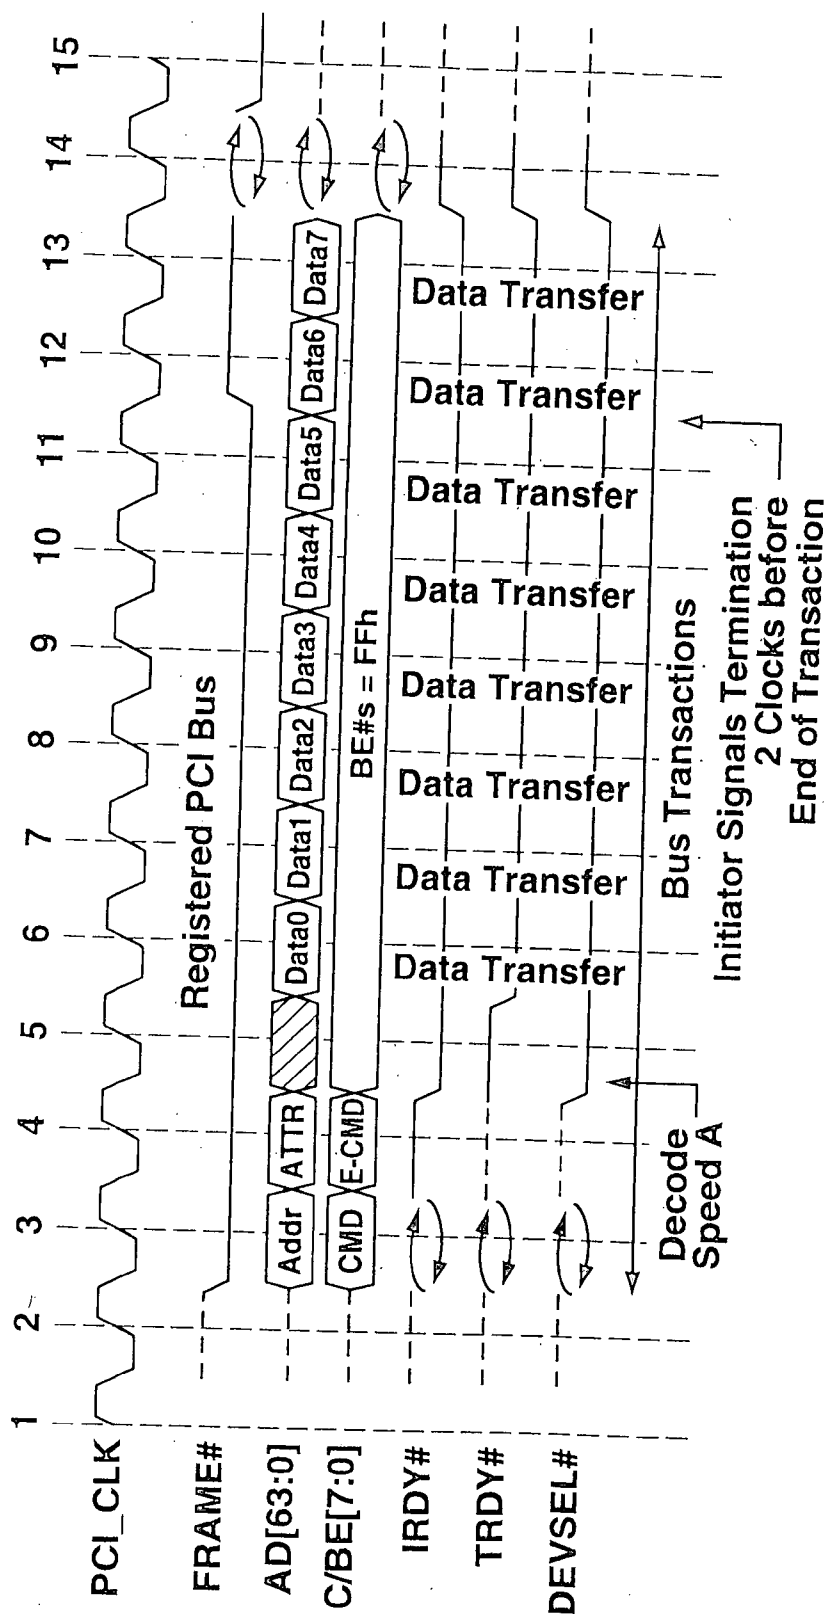 1 2 3 4 5 6 7 8 9 10 11 12 13 14 15
PCI_CLK
Registered PCI Bus
FRAME#
AD[63:0] Addr ATTR Data0 Data1 Data2 Data3 Data4 Data5 Data6 Data7
C/BE[7:0] CMD E-CMD BE#s = FFh
IRDY#
TRDY#
Data Transfer Data Transfer Data Transfer Data Transfer Data Transfer Data Transfer Data Transfer Data Transfer
DEVSEL#
Bus Transactions
Decode
Speed A
Initiator Signals Termination
2 Clocks before
End of Transaction